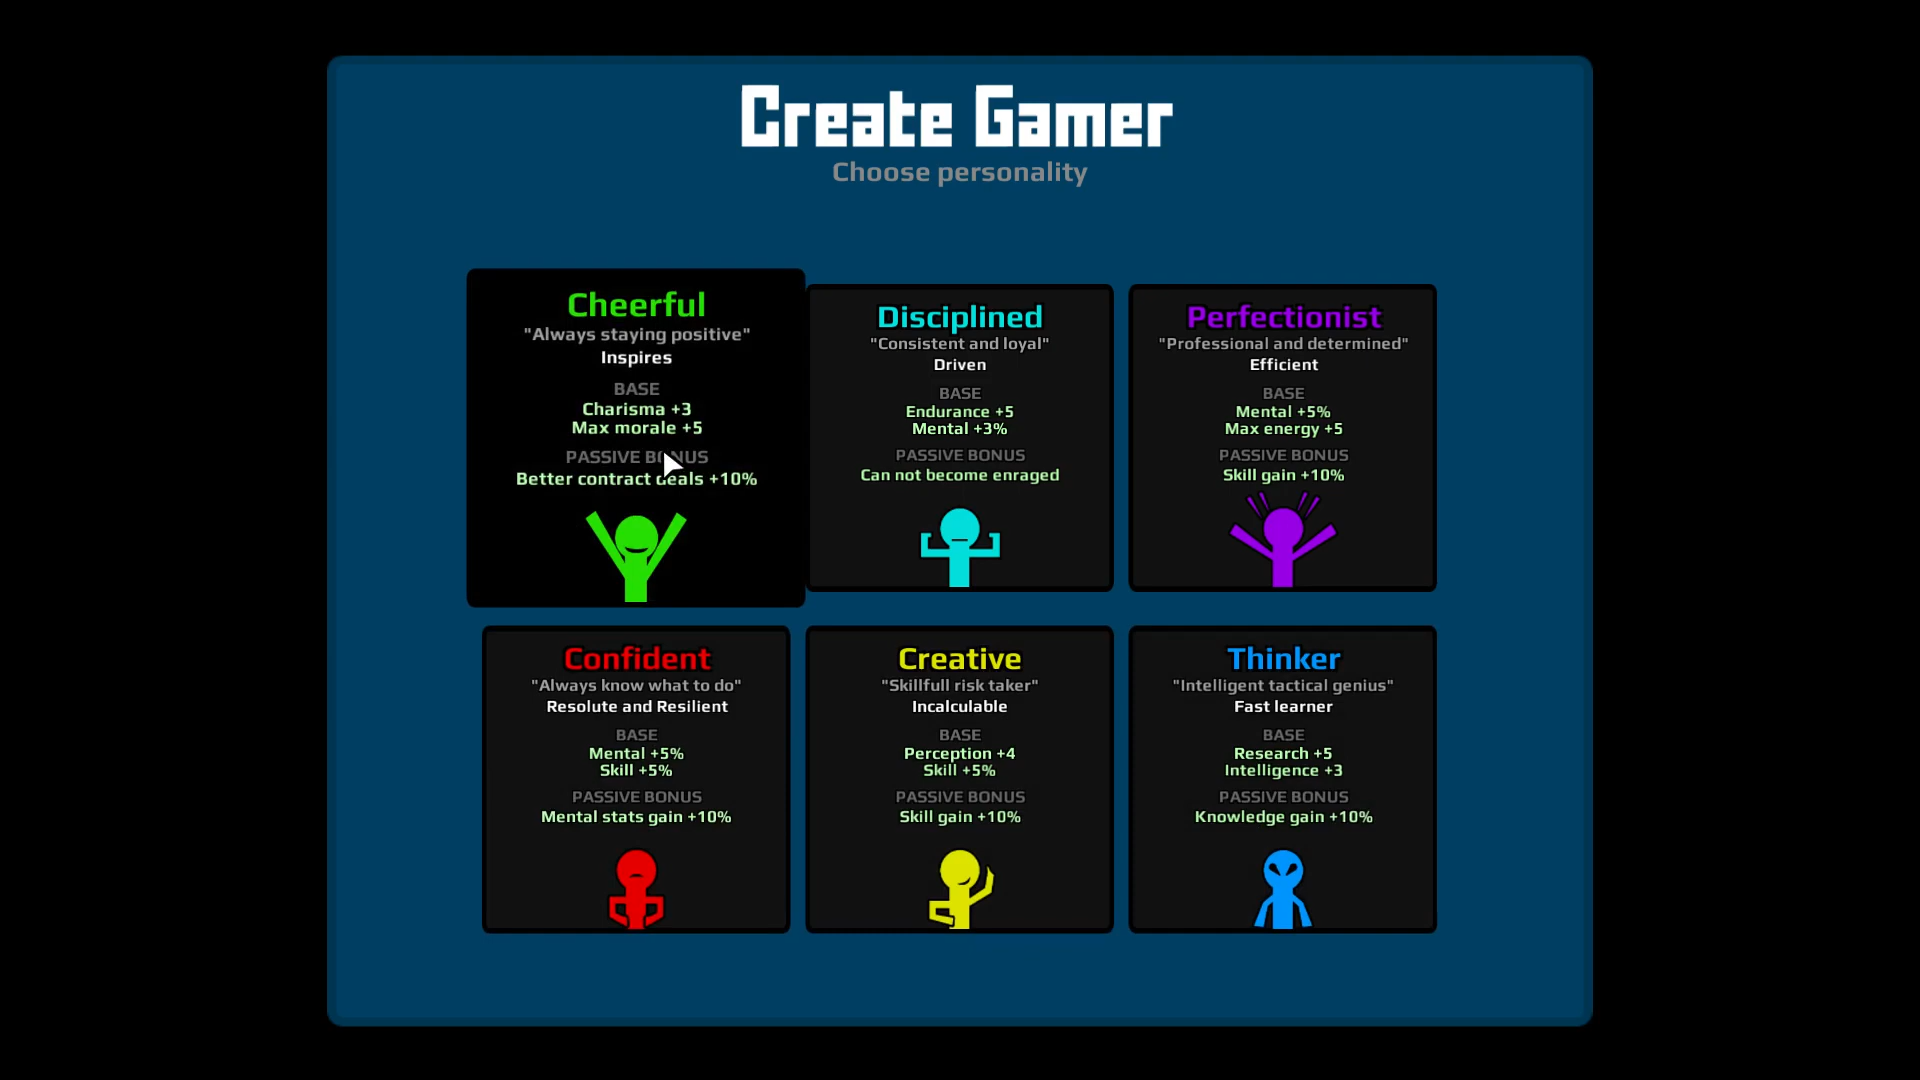 Create Gamer
Choose personality
Cheerful
"Always staying positive"
Inspires
BASE
Charisma +3
Max morale +5
PASSIVE BONUS
Better contract deals +10%
Disciplined
"Consistent and loyal"
Driven
BASE
Endurance +5
Mental +3%
PASSIVE BONUS
Can not become enraged
Perfectionist
"Professional and determined"
Efficient
BASE
Mental +5%
Max energy +5
PASSIVE BONUS
Skill gain +10%
Confident
"Always know what to do"
Resolute and Resilient
BASE
Mental +5%
Skill +5%
PASSIVE BONUS
Mental stats gain +10%
Creative
"Skillfull risk taker"
Incalculable
BASE
Perception +4
Skill +5%
PASSIVE BONUS
Skill gain +10%
Thinker
"Intelligent tactical genius"
Fast learner
BASE
Research +5
Intelligence +3
PASSIVE BONUS
Knowledge gain +10%